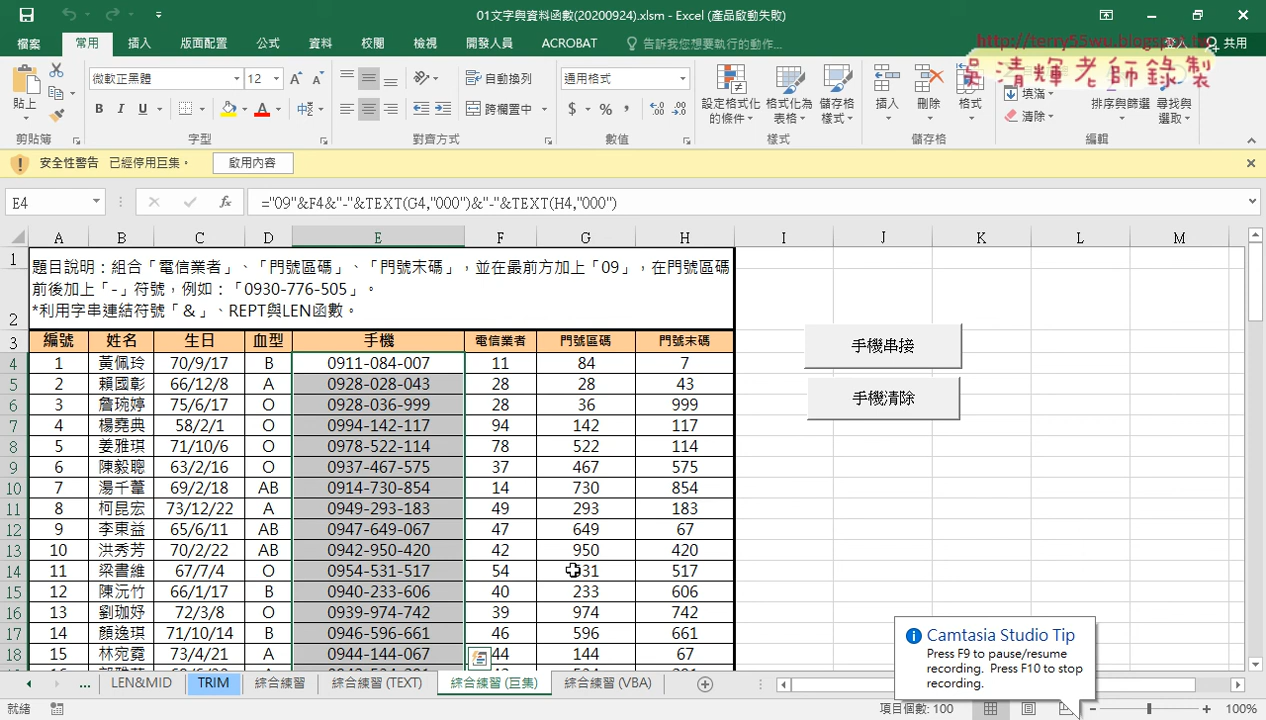 01文字與資料函數(20200924).xlsm - Excel (產品啟動失敗)
檔案 常用 插入 版面配置 公式 資料 校閱 檢視 開發人員 ACROBAT 告訴我您想要執行的動作... 登入 共用
http://terry55wu.blogspot.tw
吳清輝老師錄製
貼上 微軟正黑體 12 自動換列 通用格式 設定格式化的條件 格式化為表格 儲存格樣式 插入 刪除 格式 填滿 排序與篩選 尋找與選取
B I U 跨欄置中 $ % 清除
剪貼簿 字型 對齊方式 數值 樣式 儲存格 編輯
安全性警告 已經停用巨集。 啟用內容
E4 fx ="09"&F4&"-"&TEXT(G4,"000")&"-"&TEXT(H4,"000")
A B C D E F G H I J K L M
1 題目說明：組合「電信業者」、「門號區碼」、「門號末碼」，並在最前方加上「09」，在門號區碼
前後加上「-」符號，例如：「0930-776-505」。
2 *利用字串連結符號「&」、REPT與LEN函數。
3 編號 姓名 生日 血型 手機 電信業者 門號區碼 門號末碼
手機串接
手機清除
4 1 黃佩玲 70/9/17 B 0911-084-007 11 84 7
5 2 賴國彰 66/12/8 A 0928-028-043 28 28 43
6 3 詹琬婷 75/6/17 O 0928-036-999 28 36 999
7 4 楊堯典 58/2/1 O 0994-142-117 94 142 117
8 5 姜雅琪 71/10/6 O 0978-522-114 78 522 114
9 6 陳毅聰 63/2/16 O 0937-467-575 37 467 575
10 7 湯千蕾 69/2/18 AB 0914-730-854 14 730 854
11 8 柯昆宏 73/12/22 A 0949-293-183 49 293 183
12 9 李東益 65/6/11 AB 0947-649-067 47 649 67
13 10 洪秀芳 70/2/22 AB 0942-950-420 42 950 420
14 11 梁書維 67/7/4 O 0954-531-517 54 31 517
15 12 陳沅竹 66/1/17 B 0940-233-606 40 233 606
16 13 劉珈妤 72/3/8 O 0939-974-742 39 974 742
17 14 顏逸琪 71/10/14 B 0946-596-661 46 596 661
18 15 林宛霓 73/4/21 A 0944-144-067 44 144 67
Camtasia Studio Tip
Press F9 to pause/resume
recording. Press F10 to stop
recording.
... LEN&MID TRIM 綜合練習 綜合練習 (TEXT) 綜合練習 (巨集) 綜合練習 (VBA)
就緒 項目個數: 100 100%